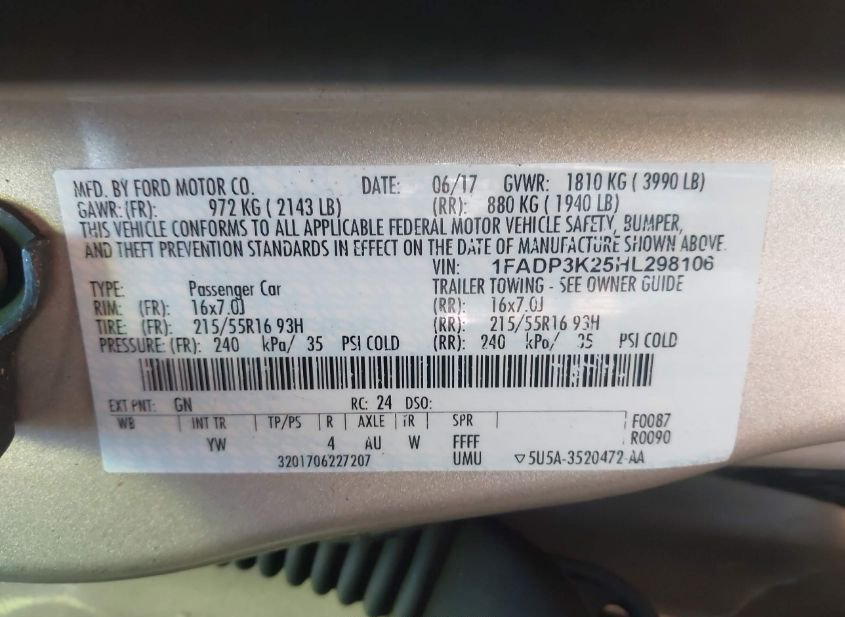 MFD. BY FORD MOTOR CO. DATE: 06/17 GVWR: 1810 KG ( 3990 LB)
GAWR: (FR): 972 KG ( 2143 LB) (RR): 880 KG ( 1940 LB)
THIS VEHICLE CONFORMS TO ALL APPLICABLE FEDERAL MOTOR VEHICLE SAFETY, BUMPER,
AND THEFT PREVENTION STANDARDS IN EFFECT ON THE DATE OF MANUFACTURE SHOWN ABOVE.
VIN: 1FADP3K25HL298106
TYPE: Passenger Car TRAILER TOWING - SEE OWNER GUIDE
RIM: (FR): 16x7.0J (RR): 16x7.0J
TIRE: (FR): 215/55R16 93H (RR): 215/55R16 93H
PRESSURE: (FR): 240 kPa/ 35 PSI COLD (RR): 240 kPa/ 35 PSI COLD
EXT PNT: GN RC: 24 DSO:
WB | INT TR | TP/PS | R | AXLE | TR | SPR | F0087
YW 4 AU W FFFF R0090
3201706227207 UMU ▽5U5A-3520472-AA